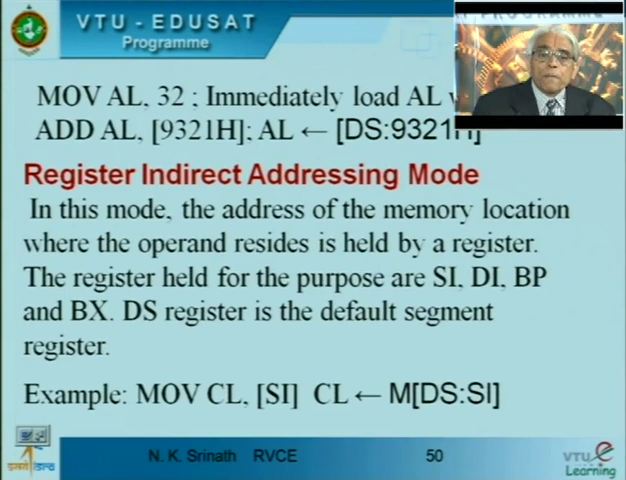 VTU - EDUSAT
Programme
MOV AL, 32 ; Immediately load AL
ADD AL, [9321H]; AL ← [DS:9321H]
Register Indirect Addressing Mode
In this mode, the address of the memory location
where the operand resides is held by a register.
The register held for the purpose are SI, DI, BP
and BX. DS register is the default segment
register.
Example: MOV CL, [SI] CL ← M[DS:SI]
N. K. Srinath RVCE
50
VTU e
Learning